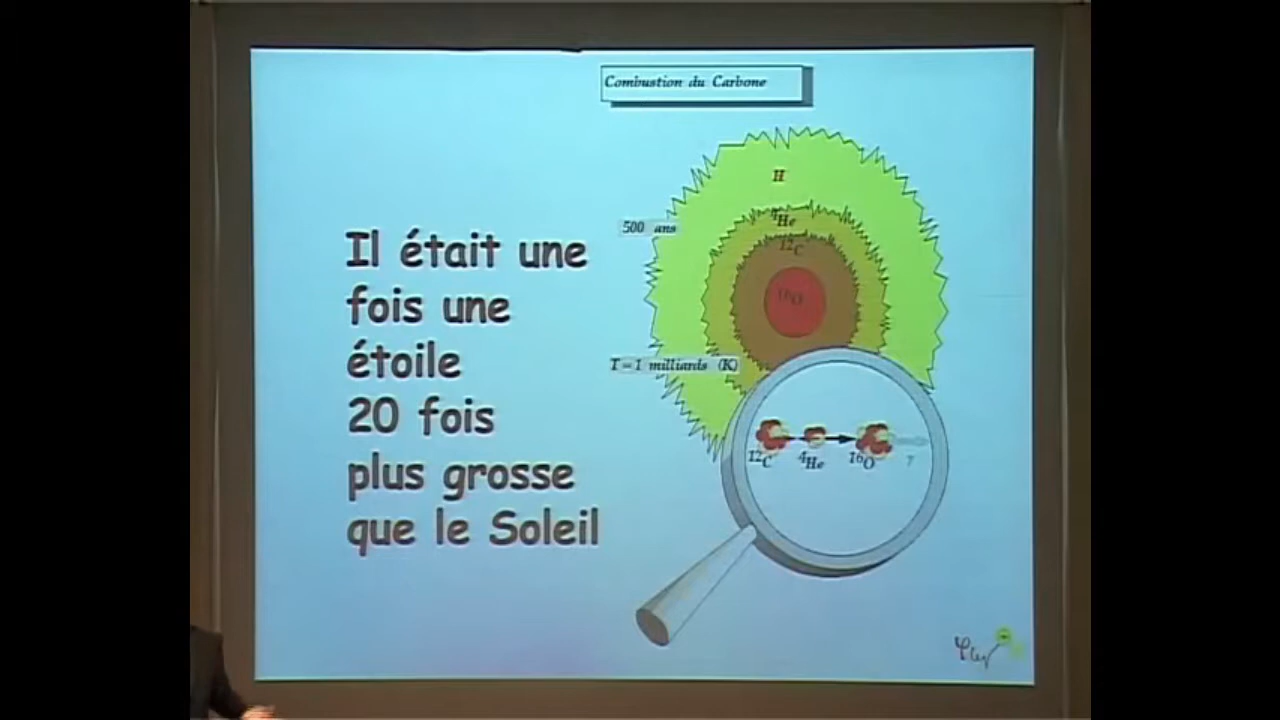 Combustion du Carbone
H
4He
12C
16O
500 ans
T = 1 milliards (K)
Il était une
fois une
étoile
20 fois
plus grosse
que le Soleil
12C 4He 16O